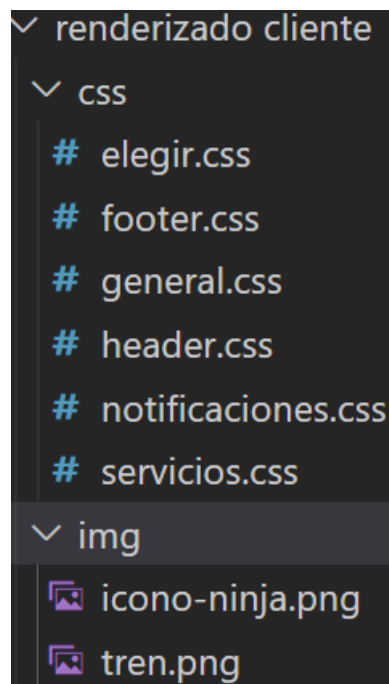 renderizado cliente
css
# elegir.css
# footer.css
# general.css
# header.css
# notificaciones.css
# servicios.css
img
icono-ninja.png
tren.png